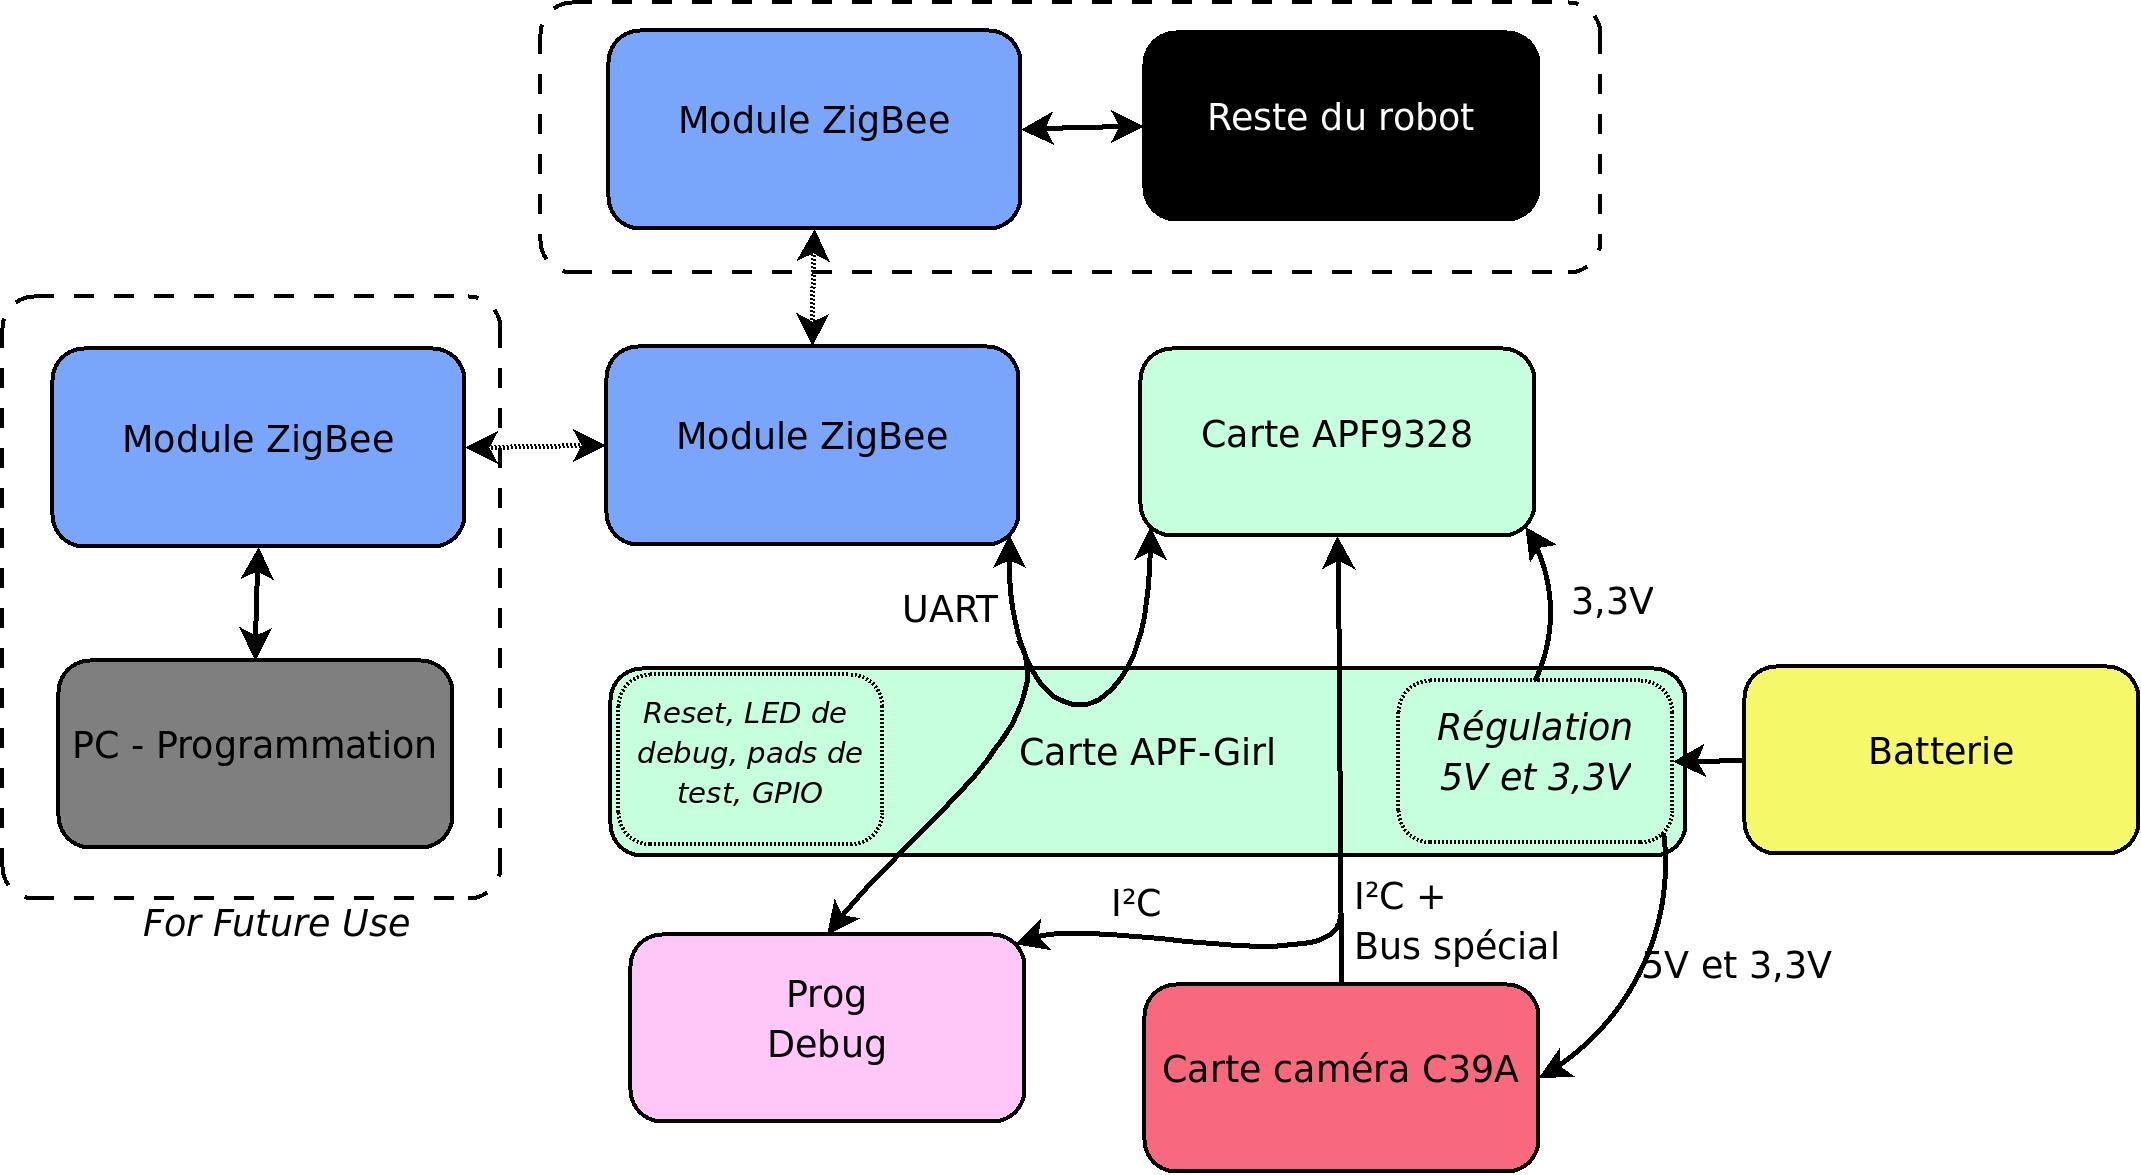 Module ZigBee
Reste du robot
Module ZigBee
Module ZigBee
Carte APF9328
UART
3,3V
PC - Programmation
Reset, LED de
debug, pads de
test, GPIO
Carte APF-Girl
Régulation
5V et 3,3V
Batterie
For Future Use
I²C
I²C +
Bus spécial
5V et 3,3V
Prog
Debug
Carte caméra C39A